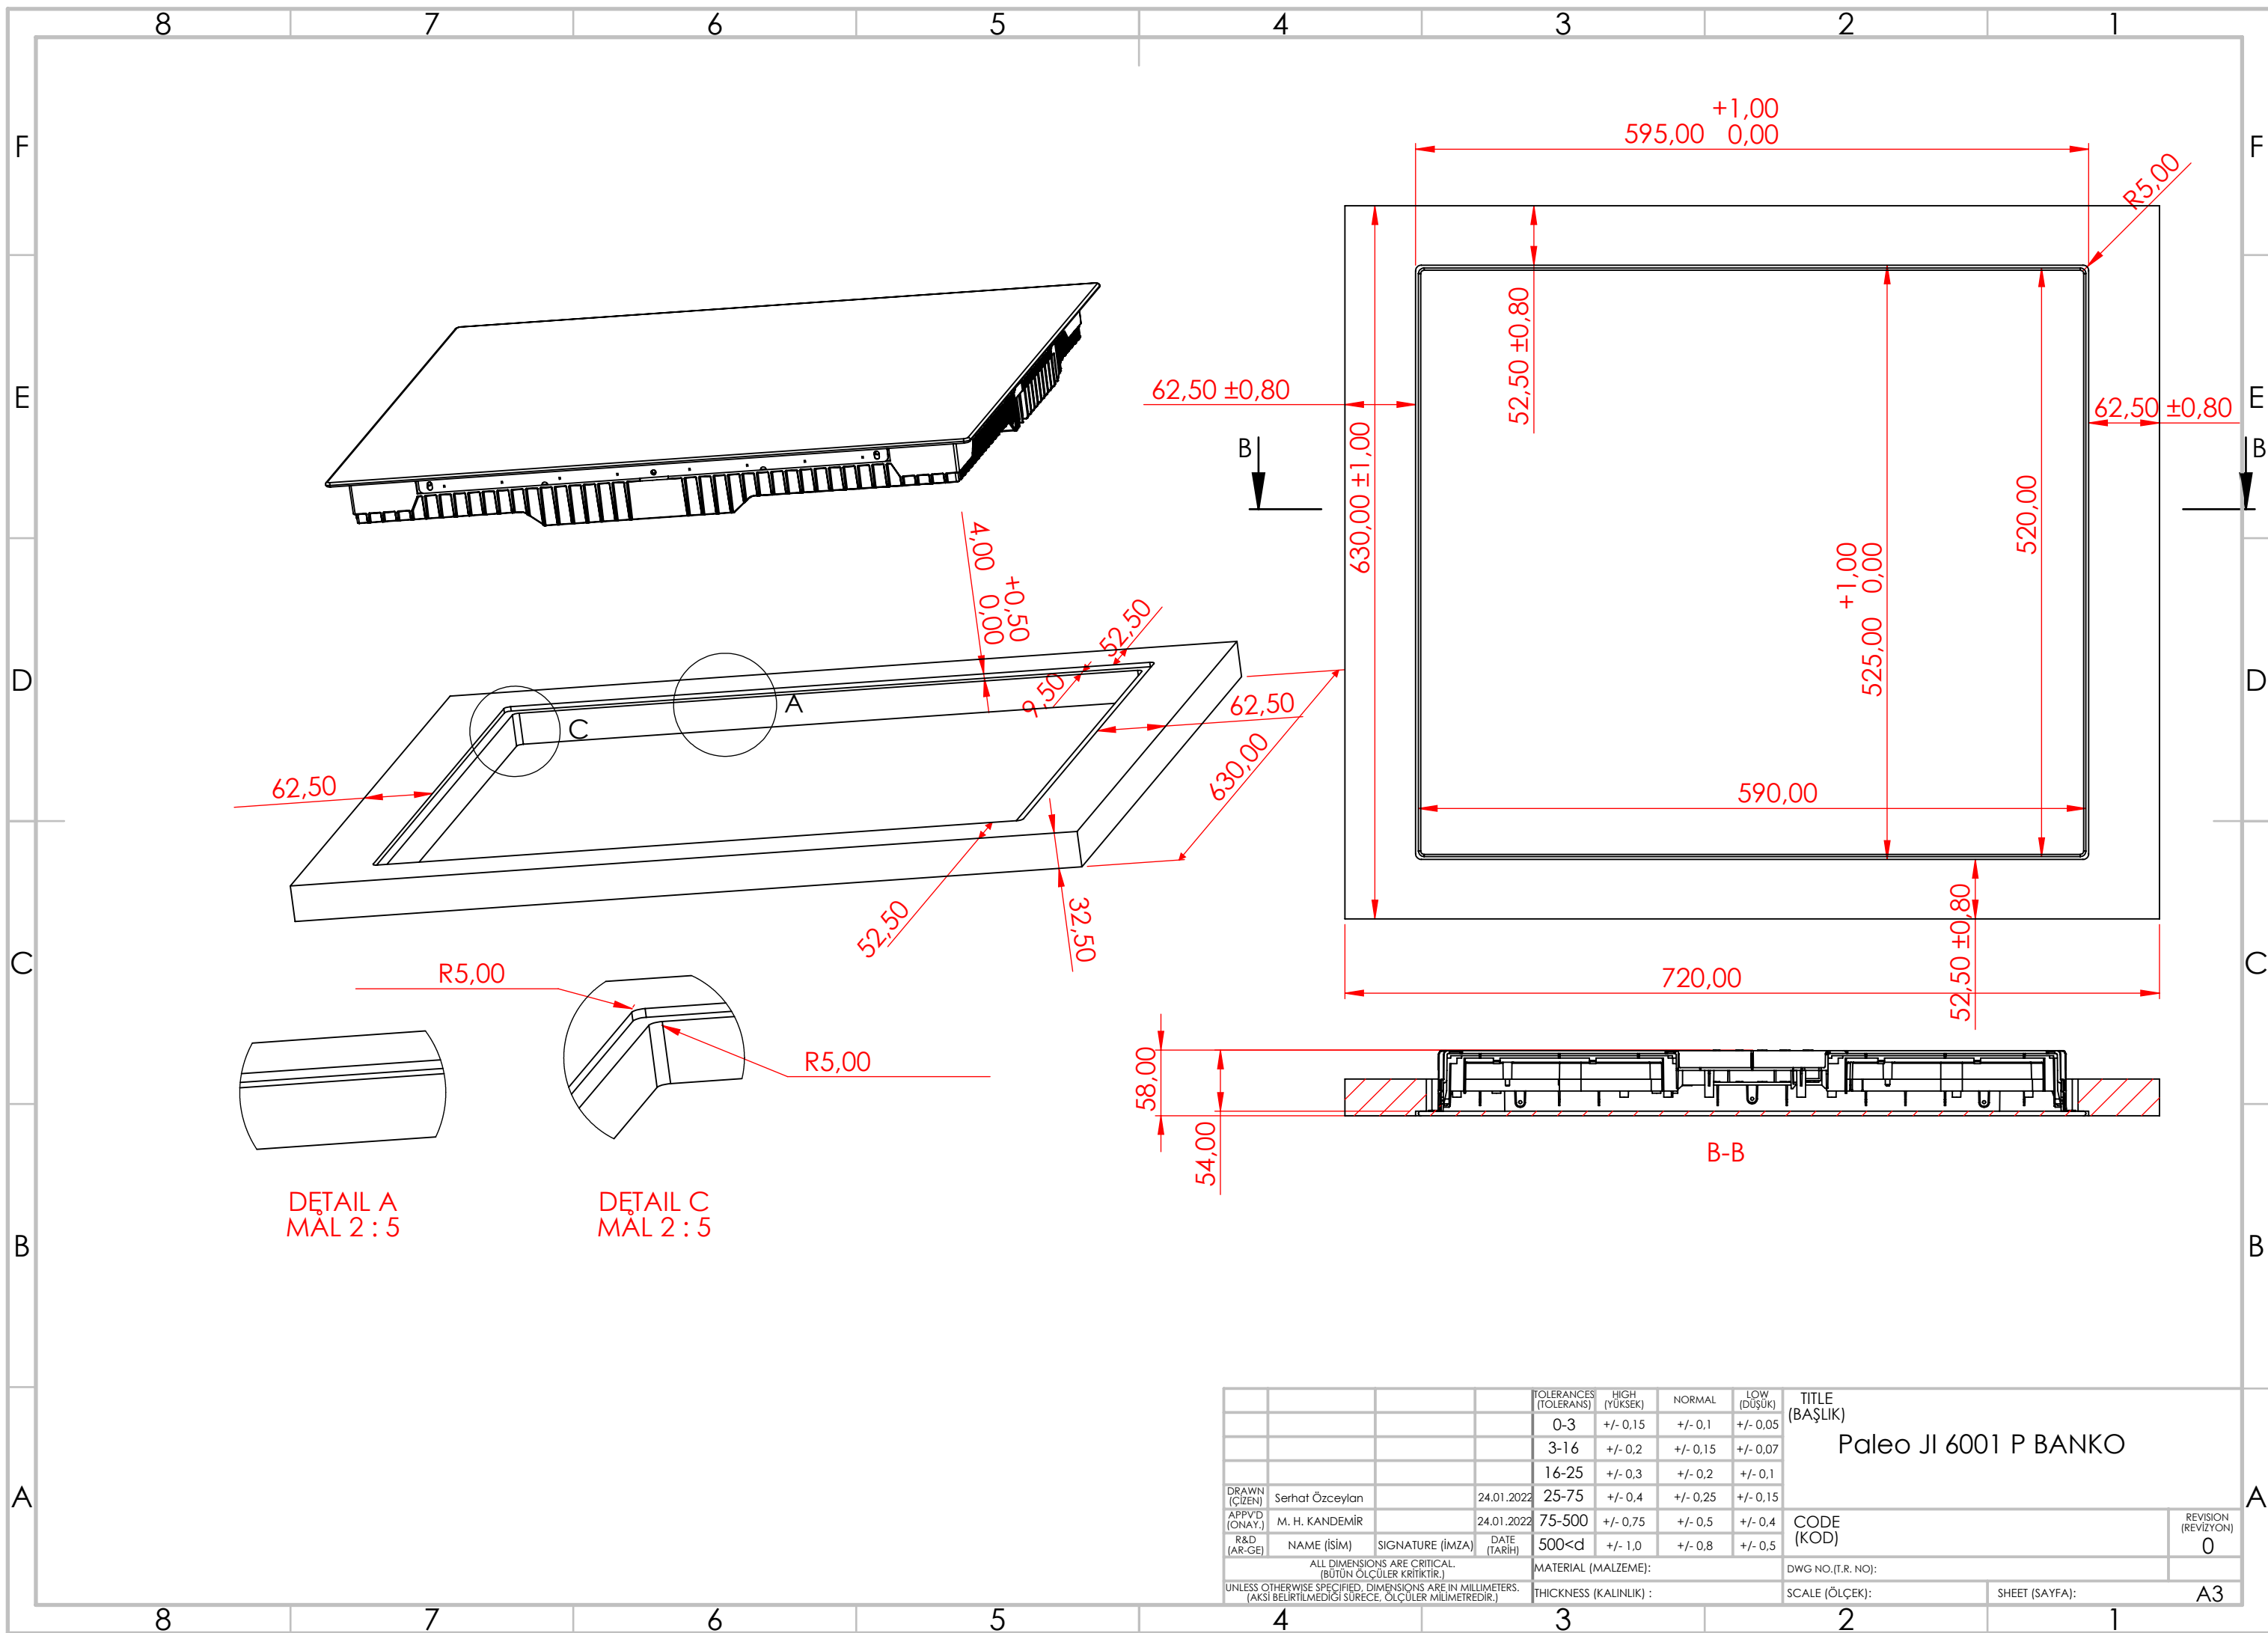 8 7 6 5 4 3 2 1
F F
E E
D D
C C
B B
A A
+1,00
595,00 0,00
R5,00
52,50 ±0,80
62,50 ±0,80
62,50 ±0,80
630,00 ±1,00
B B
520,00
+1,00
525,00 0,00
590,00
52,50 ±0,80
720,00
+0,50
4,00 0,00
52,50
9,50
62,50
630,00
A
C
62,50
52,50
32,50
R5,00
R5,00
DETAIL A
MÅL 2 : 5
DETAIL C
MÅL 2 : 5
58,00
54,00
B-B
TOLERANCES (TOLERANS) HIGH (YÜKSEK) NORMAL LOW (DÜŞÜK)
0-3 +/- 0,15 +/- 0,1 +/- 0,05
3-16 +/- 0,2 +/- 0,15 +/- 0,07
16-25 +/- 0,3 +/- 0,2 +/- 0,1
DRAWN (ÇİZEN) Serhat Özceylan 24.01.2022 25-75 +/- 0,4 +/- 0,25 +/- 0,15
APPV'D (ONAY.) M. H. KANDEMİR 24.01.2022 75-500 +/- 0,75 +/- 0,5 +/- 0,4
R&D (AR-GE) NAME (İSİM) SIGNATURE (İMZA) DATE (TARİH) 500<d +/- 1,0 +/- 0,8 +/- 0,5
ALL DIMENSIONS ARE CRITICAL.
(BÜTÜN ÖLÇÜLER KRİTİKTİR.)
UNLESS OTHERWISE SPECIFIED, DIMENSIONS ARE IN MILLIMETERS.
(AKSİ BELİRTİLMEDİĞİ SÜRECE, ÖLÇÜLER MİLİMETREDİR.)
MATERIAL (MALZEME):
THICKNESS (KALINLIK) :
TITLE
(BAŞLIK)
Paleo JI 6001 P BANKO
CODE
(KOD)
REVISION
(REVİZYON)
0
DWG NO.(T.R. NO):
SCALE (ÖLÇEK):
SHEET (SAYFA):
A3
8 7 6 5 4 3 2 1